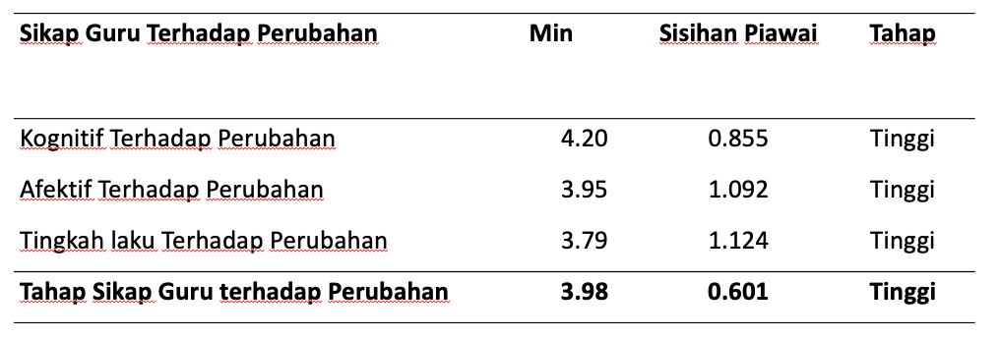 Sikap Guru Terhadap Perubahan Min Sisihan Piawai Tahap
Kognitif Terhadap Perubahan 4.20 0.855 Tinggi
Afektif Terhadap Perubahan 3.95 1.092 Tinggi
Tingkah laku Terhadap Perubahan 3.79 1.124 Tinggi
Tahap Sikap Guru terhadap Perubahan 3.98 0.601 Tinggi